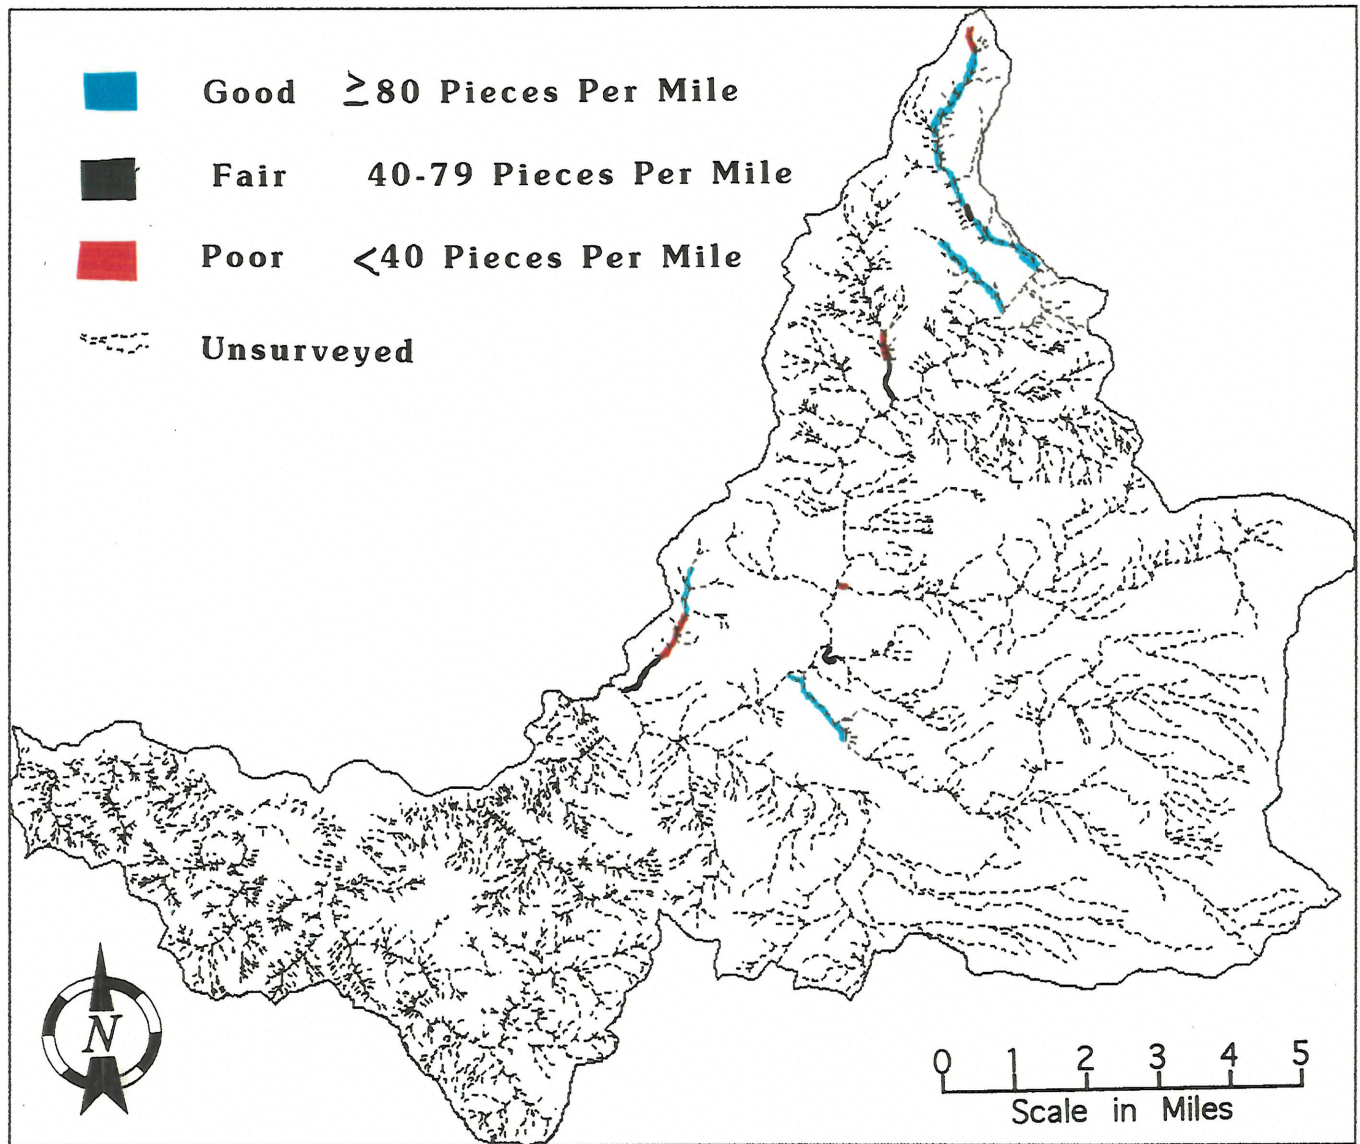 Good ≥80 Pieces Per Mile
Fair 40-79 Pieces Per Mile
Poor <40 Pieces Per Mile
Unsurveyed
N
0 1 2 3 4 5
Scale in Miles